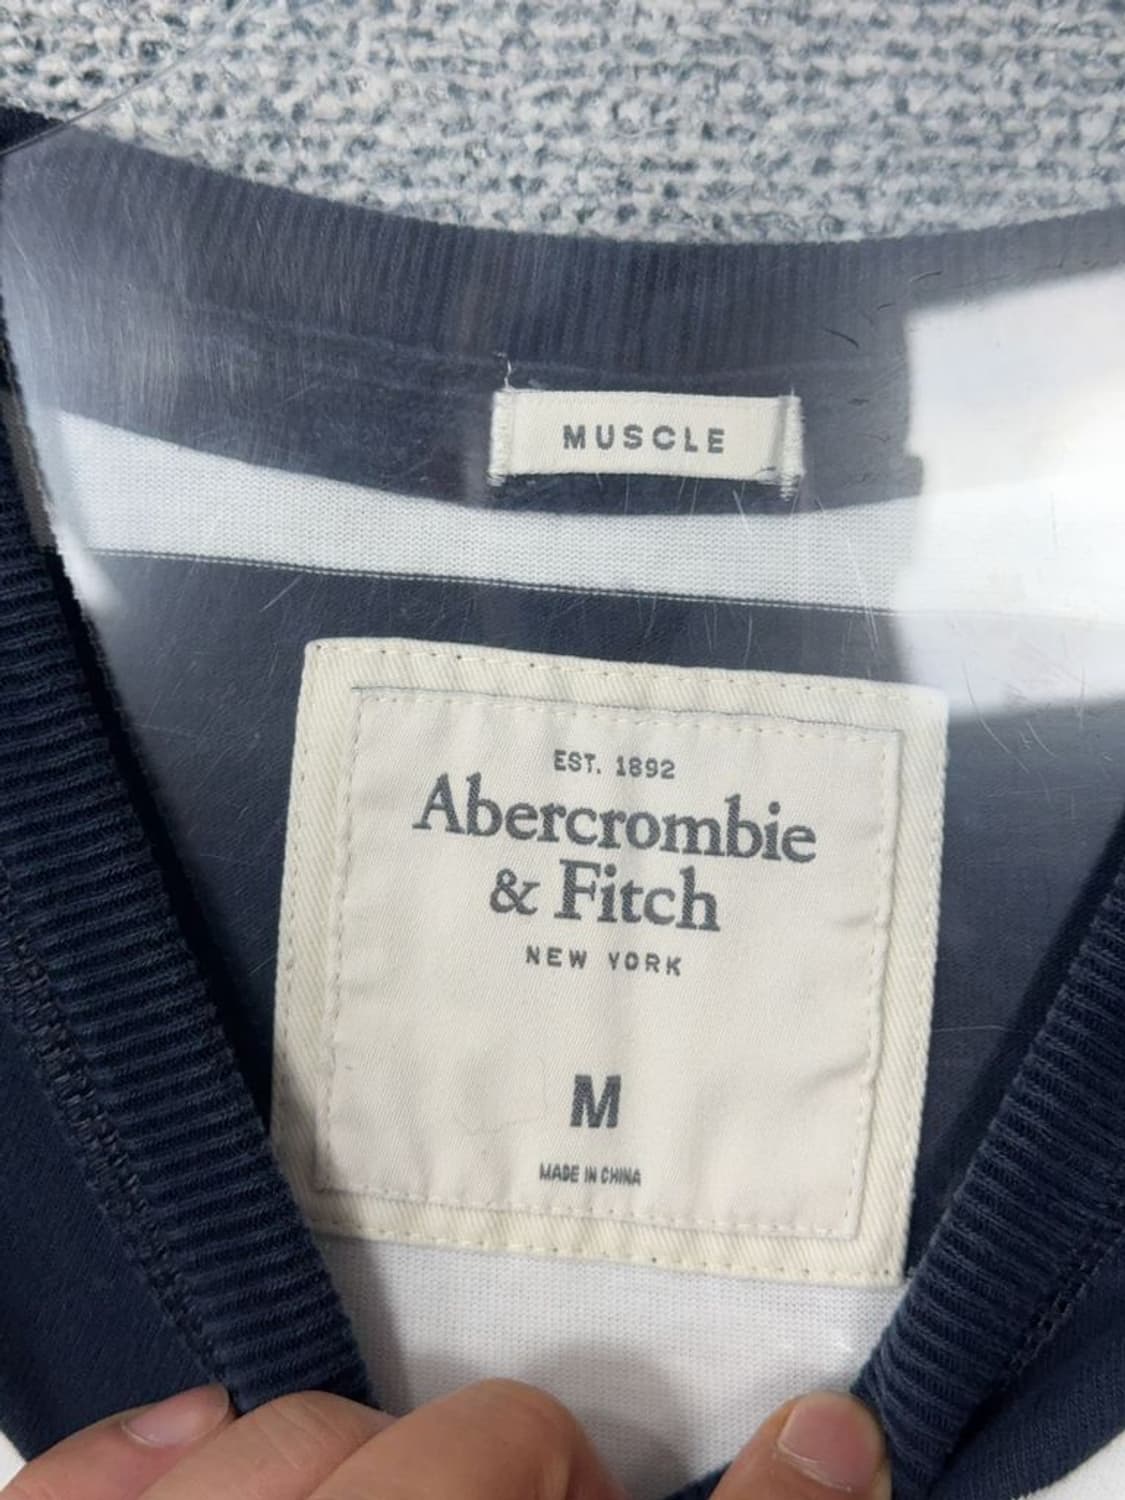 MUSCLE
EST. 1892
Abercrombie
& Fitch
NEW YORK
M
MADE IN CHINA